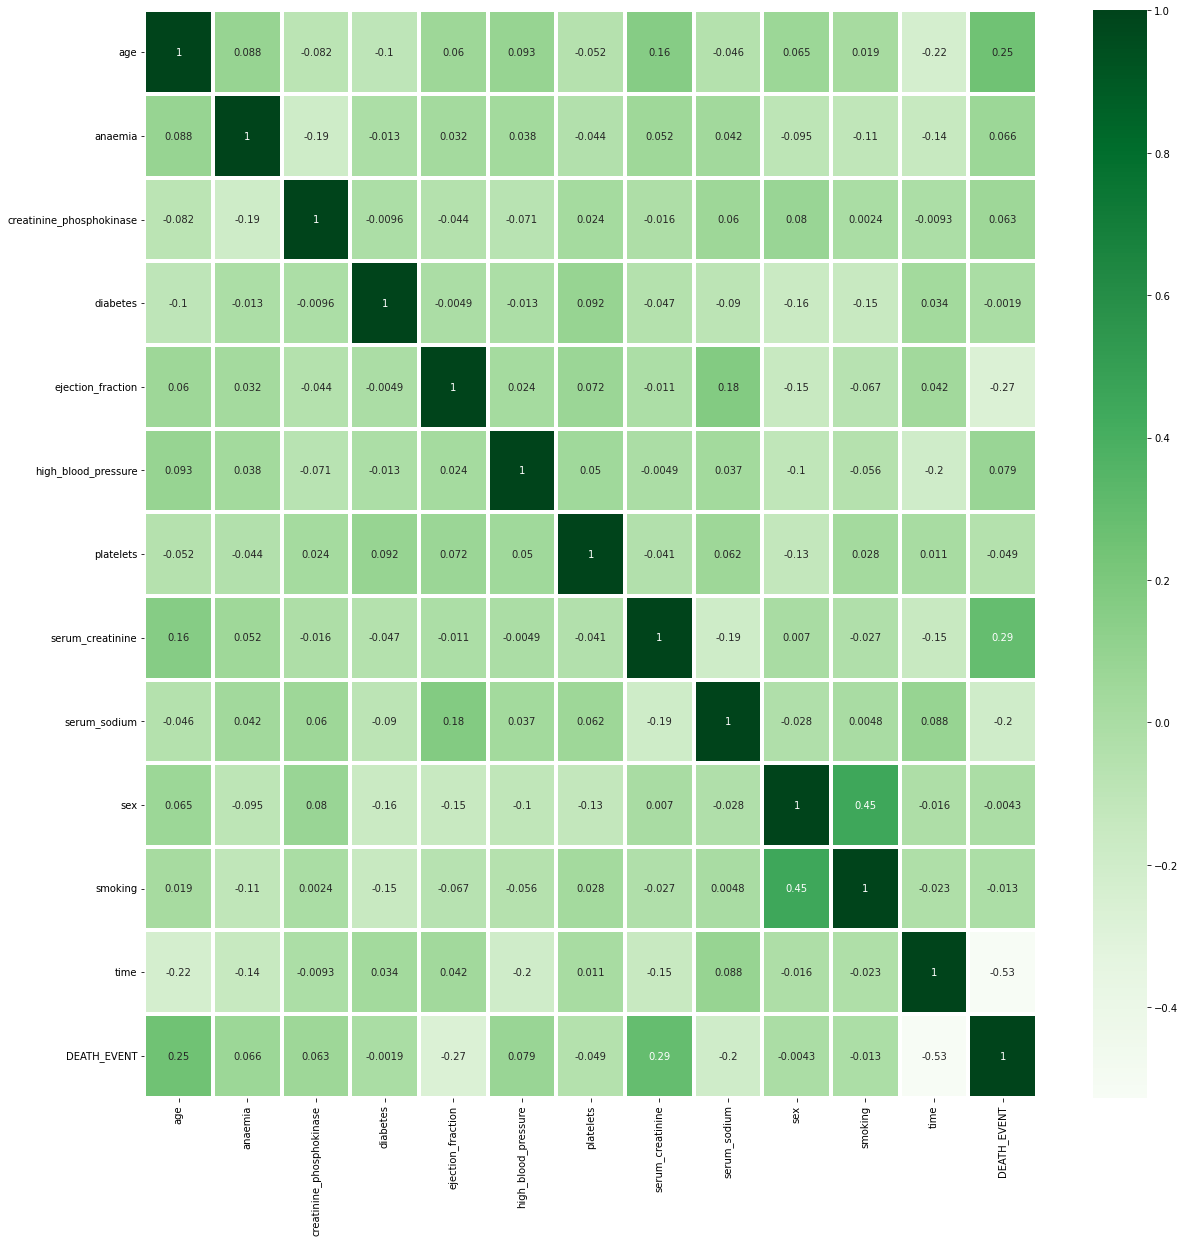 age 1 0.088 -0.082 -0.1 0.06 0.093 -0.052 0.16 -0.046 0.065 0.019 -0.22 0.25
anaemia 0.088 1 -0.19 -0.013 0.032 0.038 -0.044 0.052 0.042 -0.095 -0.11 -0.14 0.066
creatinine_phosphokinase -0.082 -0.19 1 -0.0096 -0.044 -0.071 0.024 -0.016 0.06 0.08 0.0024 -0.0093 0.063
diabetes -0.1 -0.013 -0.0096 1 -0.0049 -0.013 0.092 -0.047 -0.09 -0.16 -0.15 0.034 -0.0019
ejection_fraction 0.06 0.032 -0.044 -0.0049 1 0.024 0.072 -0.011 0.18 -0.15 -0.067 0.042 -0.27
high_blood_pressure 0.093 0.038 -0.071 -0.013 0.024 1 0.05 -0.0049 0.037 -0.1 -0.056 -0.2 0.079
platelets -0.052 -0.044 0.024 0.092 0.072 0.05 1 -0.041 0.062 -0.13 0.028 0.011 -0.049
serum_creatinine 0.16 0.052 -0.016 -0.047 -0.011 -0.0049 -0.041 1 -0.19 0.007 -0.027 -0.15 0.29
serum_sodium -0.046 0.042 0.06 -0.09 0.18 0.037 0.062 -0.19 1 -0.028 0.0048 0.088 -0.2
sex 0.065 -0.095 0.08 -0.16 -0.15 -0.1 -0.13 0.007 -0.028 1 0.45 -0.016 -0.0043
smoking 0.019 -0.11 0.0024 -0.15 -0.067 -0.056 0.028 -0.027 0.0048 0.45 1 -0.023 -0.013
time -0.22 -0.14 -0.0093 0.034 0.042 -0.2 0.011 -0.15 0.088 -0.016 -0.023 1 -0.53
DEATH_EVENT 0.25 0.066 0.063 -0.0019 -0.27 0.079 -0.049 0.29 -0.2 -0.0043 -0.013 -0.53 1
age
anaemia
creatinine_phosphokinase
diabetes
ejection_fraction
high_blood_pressure
platelets
serum_creatinine
serum_sodium
sex
smoking
time
DEATH_EVENT
1.0
0.8
0.6
0.4
0.2
0.0
−0.2
−0.4